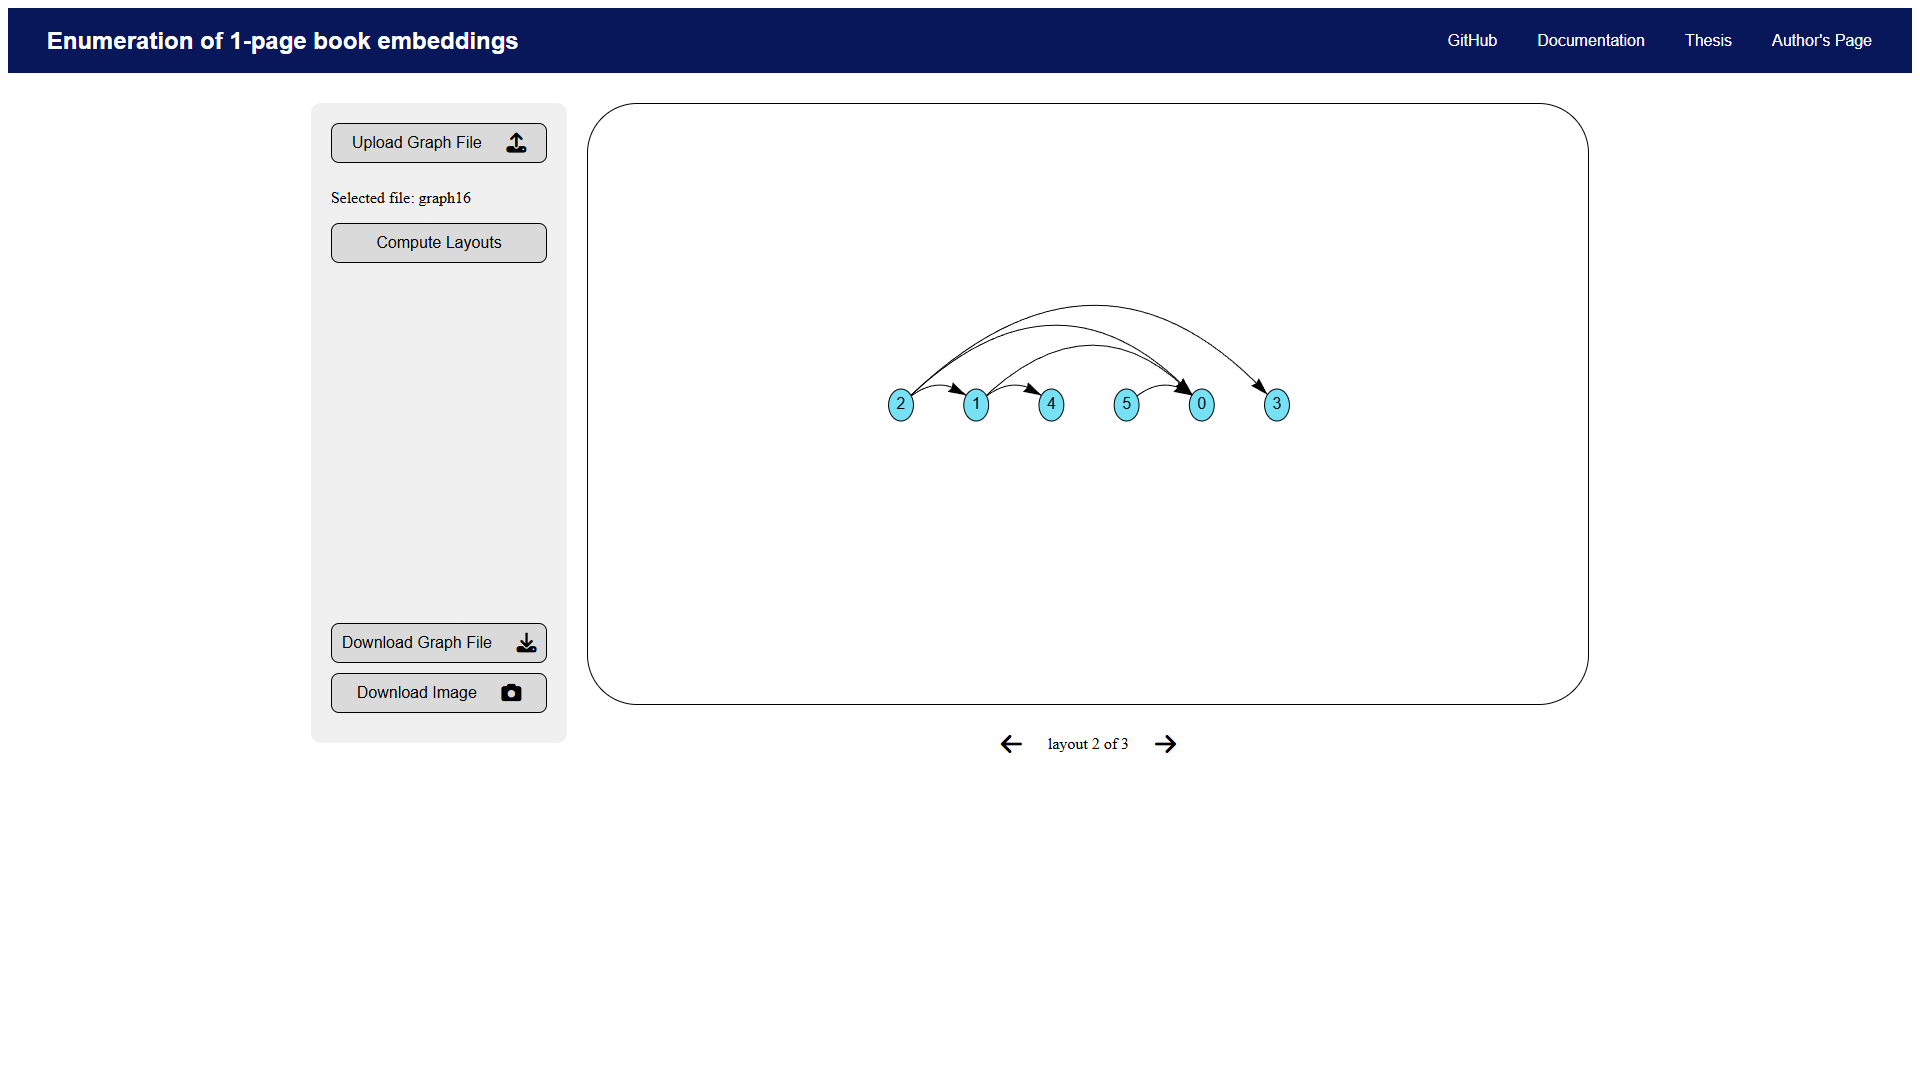 Enumeration of 1-page book embeddings
GitHub Documentation Thesis Author's Page
Upload Graph File
Selected file: graph16
Compute Layouts
Download Graph File
Download Image
2 1 4 5 0 3
layout 2 of 3